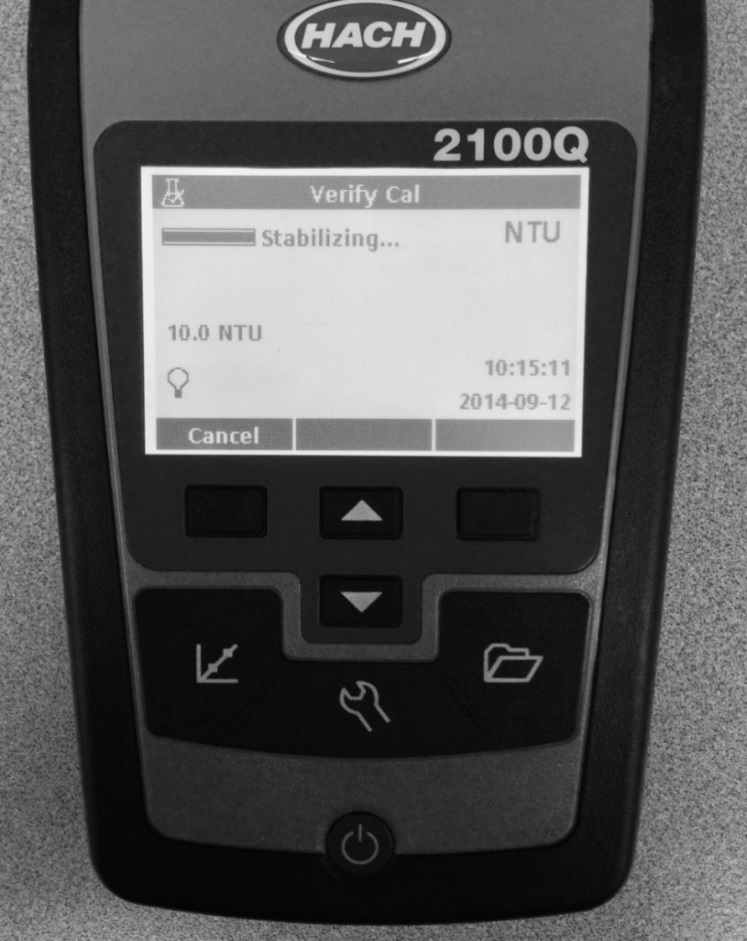 HACH
2100Q
Verify Cal
Stabilizing... NTU
10.0 NTU
10:15:11
2014-09-12
Cancel